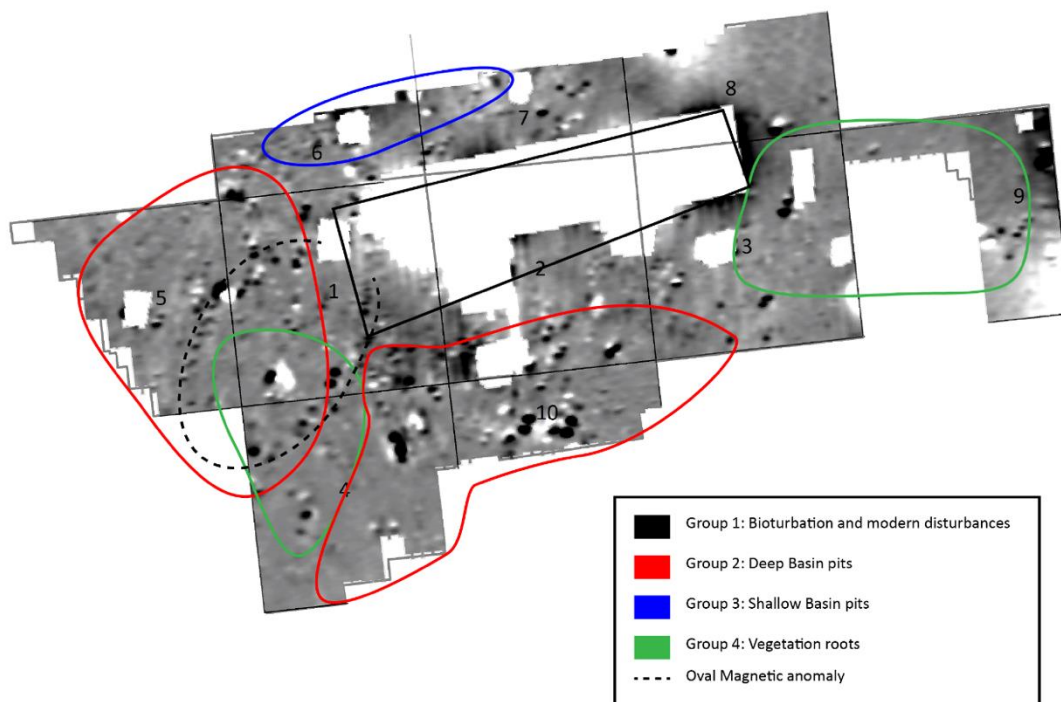 8
7
6
9
3
2
5
1
10
4
Group 1: Bioturbation and modern disturbances
Group 2: Deep Basin pits
Group 3: Shallow Basin pits
Group 4: Vegetation roots
Oval Magnetic anomaly